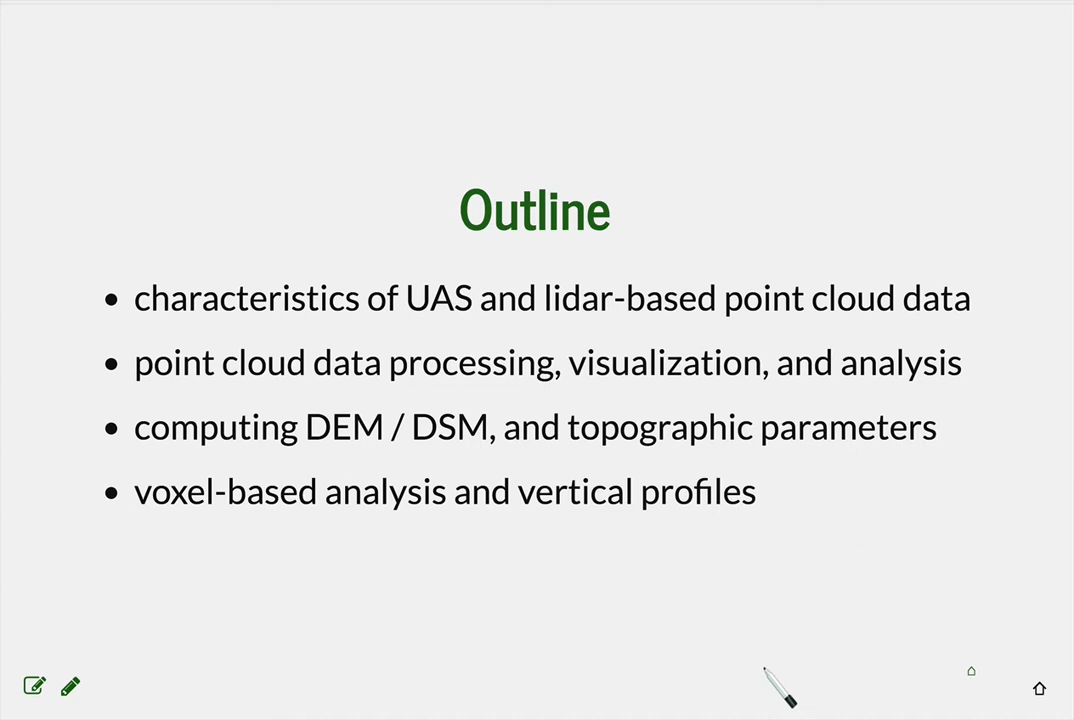 Outline
• characteristics of UAS and lidar-based point cloud data
• point cloud data processing, visualization, and analysis
• computing DEM / DSM, and topographic parameters
• voxel-based analysis and vertical profiles